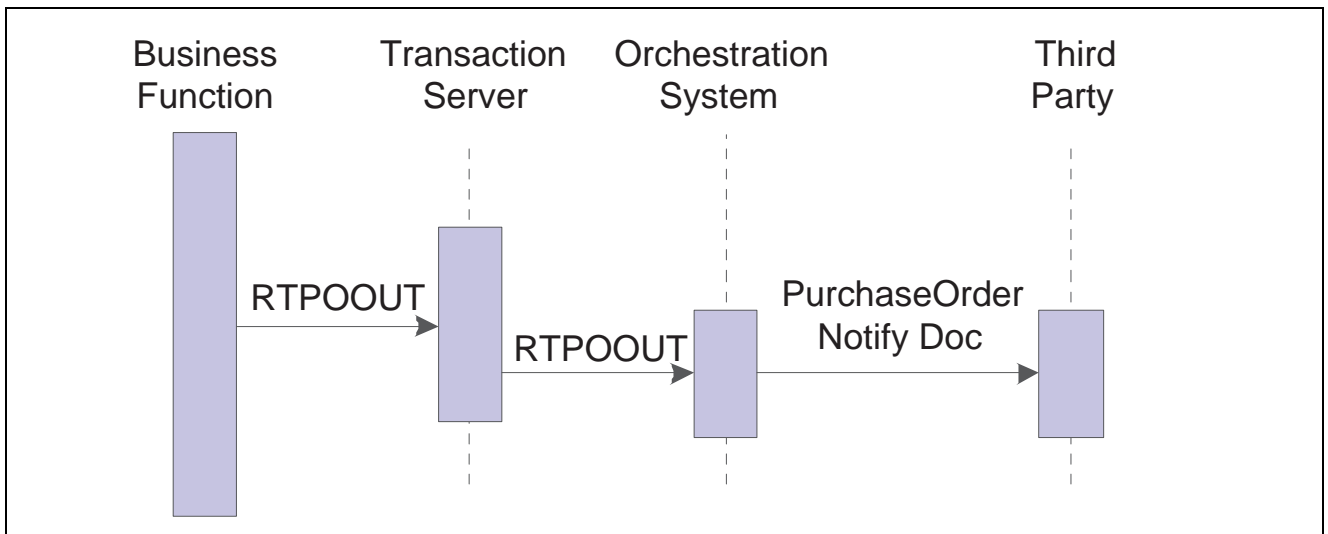 Business
Function
Transaction
Server
Orchestration
System
Third
Party
RTPOOUT
RTPOOUT
PurchaseOrder
Notify Doc